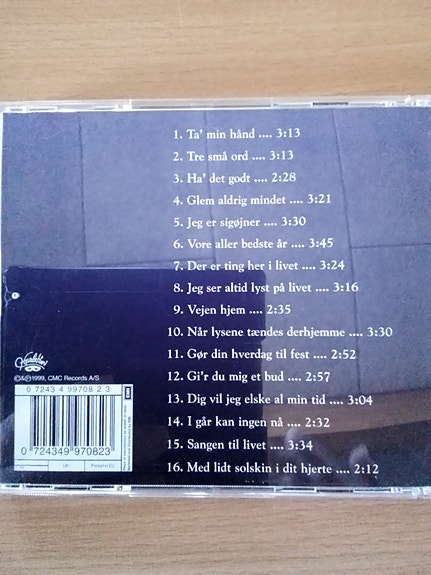 1. Ta' min hånd .... 3:13
2. Tre små ord .... 3:13
3. Ha' det godt .... 2:28
4. Glem aldrig mindet .... 3:21
5. Jeg er sigøjner .... 3:30
6. Vore aller bedste år .... 3:45
7. Der er ting her i livet .... 3:24
8. Jeg ser altid lyst på livet .... 3:16
9. Vejen hjem .... 2:35
10. Når lysene tændes derhjemme .... 3:30
11. Gør din hverdag til fest .... 2:52
12. Gi'r du mig et bud .... 2:57
13. Dig vil jeg elske al min tid .... 3:04
14. I går kan ingen nå .... 2:32
15. Sangen til livet .... 3:34
16. Med lidt solskin i dit hjerte .... 2:12
©&℗1999, CMC Records A/S
0 7243 4 99708 2 3
0 724349 970823